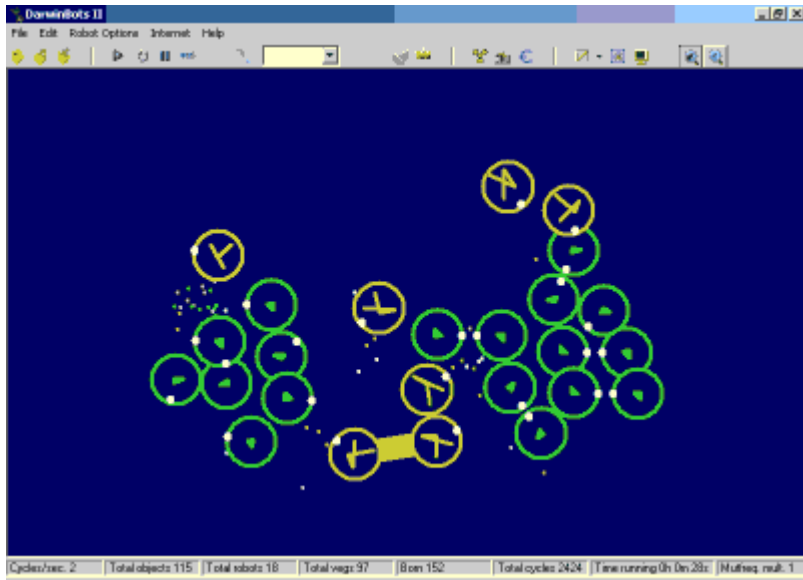 DarwinBots II
File Edit Robot Options Internet Help
Cycles/sec. 2 Total objects 115 Total robots 18 Total vegs 97 Born 152 Total cycles 2424 Time running 0h 0m 28s Mutfreq. mult. 1